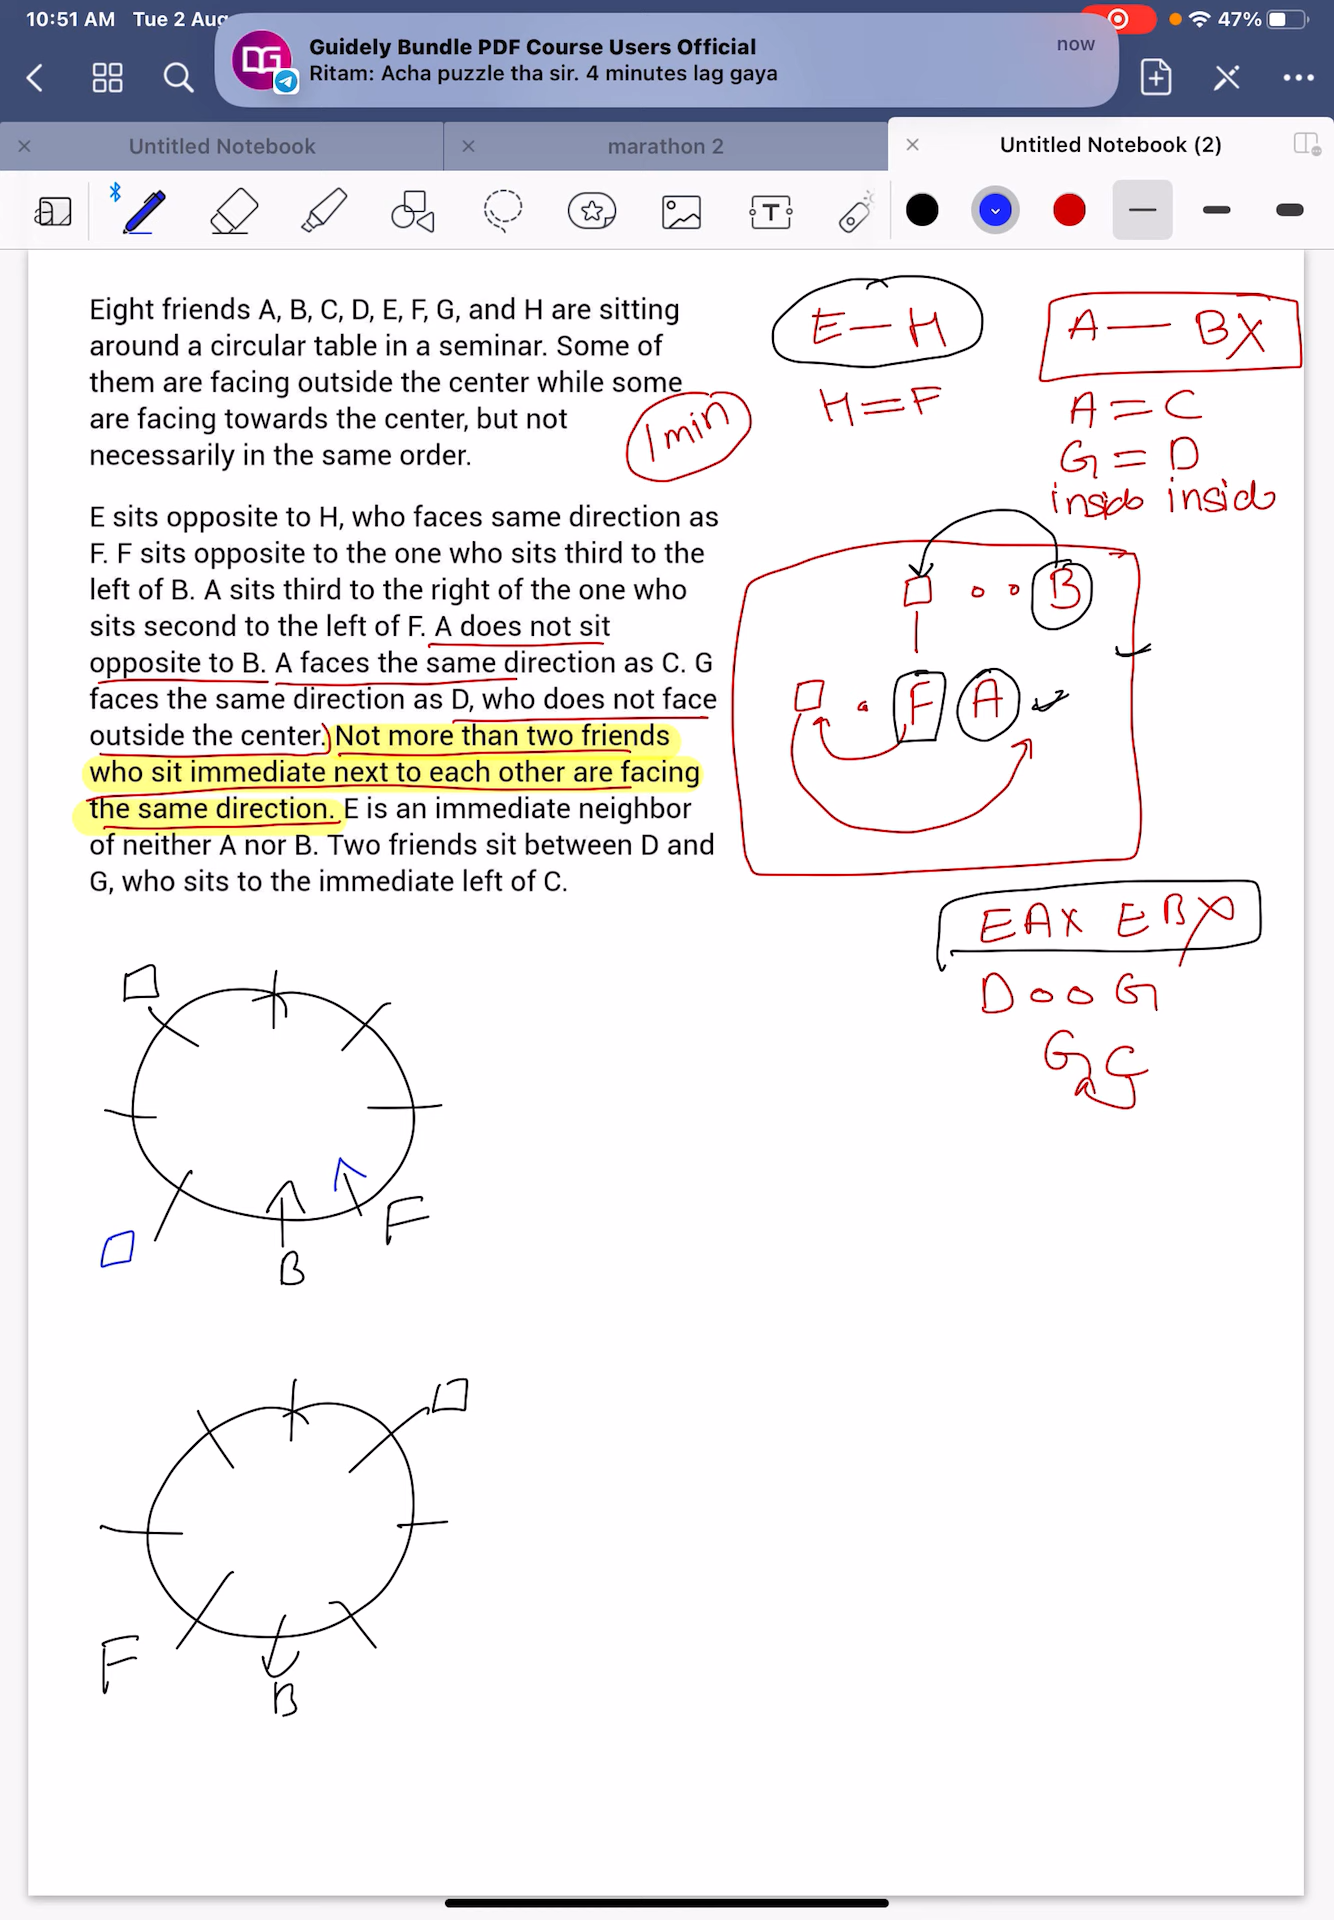 10:51 AM Tue 2 Aug
47%
Guidely Bundle PDF Course Users Official
now
Ritam: Acha puzzle tha sir. 4 minutes lag gaya
Untitled Notebook
marathon 2
Untitled Notebook (2)
Eight friends A, B, C, D, E, F, G, and H are sitting
around a circular table in a seminar. Some of
them are facing outside the center while some
are facing towards the center, but not
necessarily in the same order.
E sits opposite to H, who faces same direction as
F. F sits opposite to the one who sits third to the
left of B. A sits third to the right of the one who
sits second to the left of F. A does not sit
opposite to B. A faces the same direction as C. G
faces the same direction as D, who does not face
outside the center. Not more than two friends
who sit immediate next to each other are facing
the same direction. E is an immediate neighbor
of neither A nor B. Two friends sit between D and
G, who sits to the immediate left of C.
1 min
E — H
H = F
A — B X
A = C
G = D
inside inside
B
F A
E A X E B X
D o o G
G C
F
B
F
B